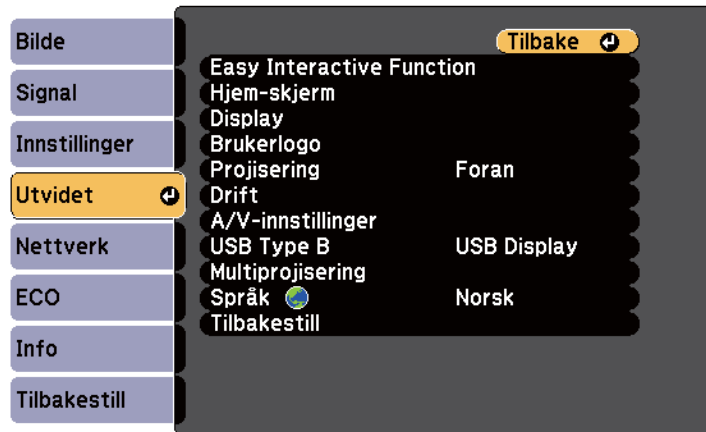 Bilde
Signal
Innstillinger
Utvidet
Nettverk
ECO
Info
Tilbakestill
Tilbake
Easy Interactive Function
Hjem-skjerm
Display
Brukerlogo
Projisering Foran
Drift
A/V-innstillinger
USB Type B USB Display
Multiprojisering
Språk Norsk
Tilbakestill